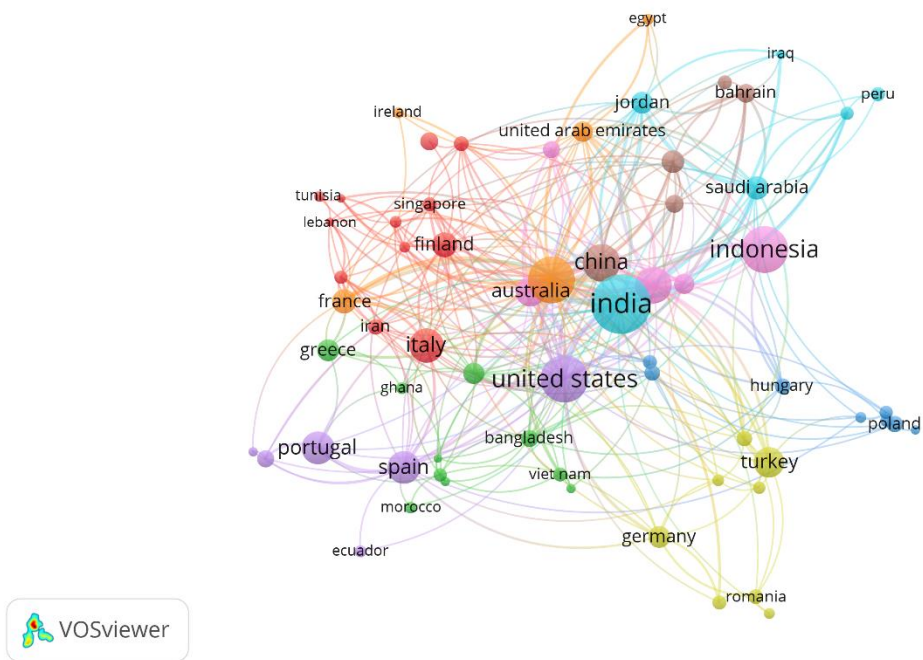 egypt
iraq
bahrain
peru
jordan
ireland
united arab emirates
saudi arabia
tunisia
singapore
lebanon
finland
indonesia
china
australia
india
france
iran
italy
greece
ghana
united states
hungary
poland
bangladesh
portugal
spain
turkey
viet nam
morocco
germany
ecuador
romania
VOSviewer